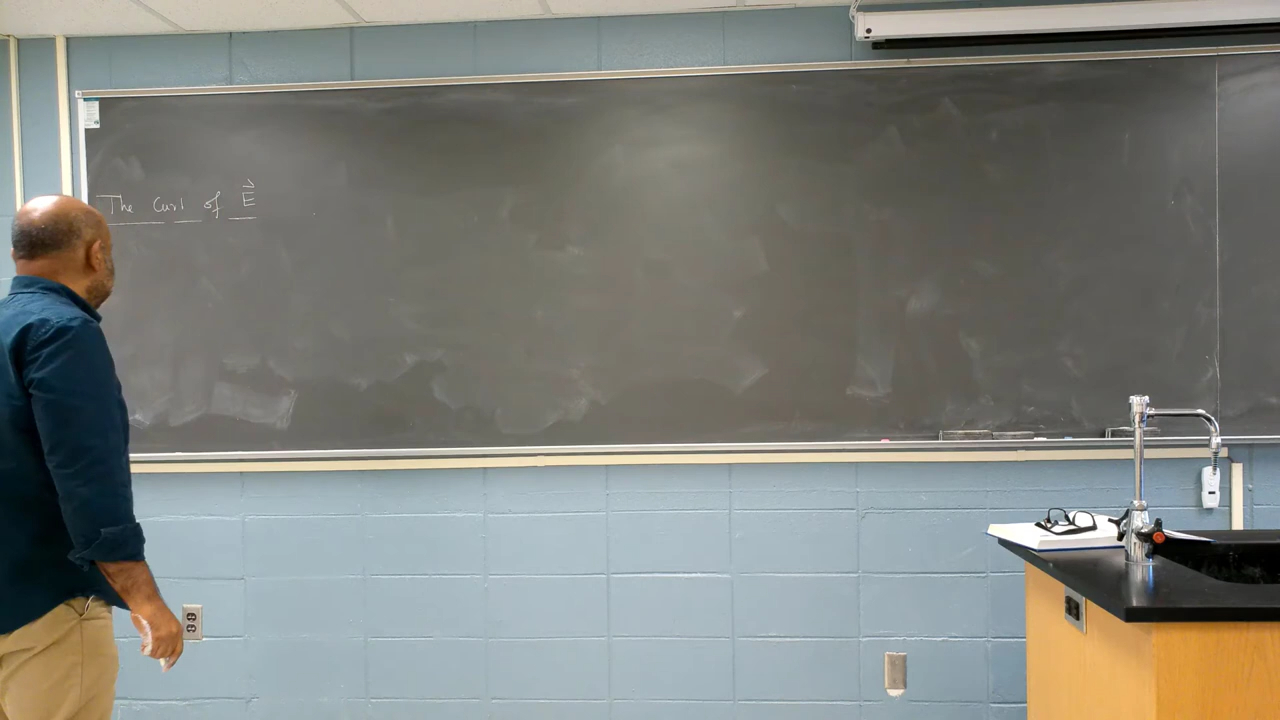 The Curl of E⃗